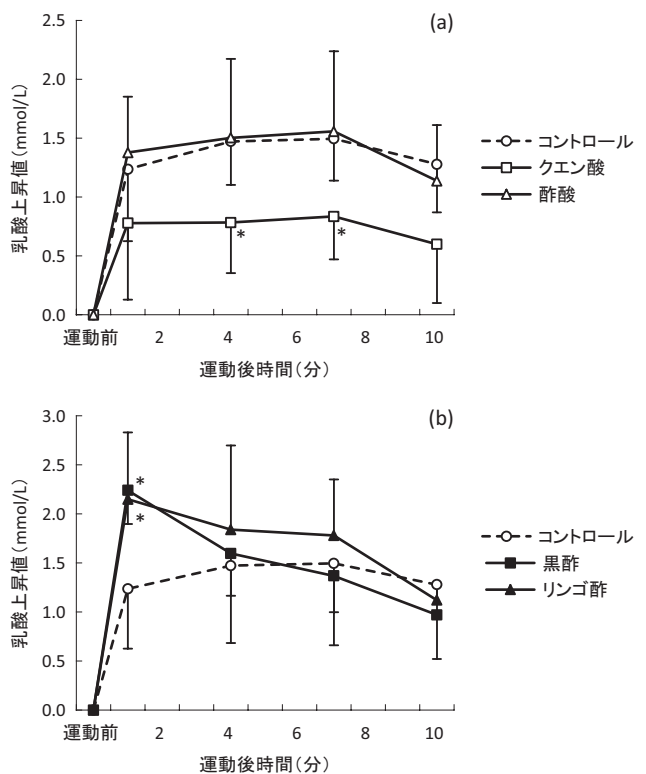 (a)
2.5
2.0
1.5
1.0
0.5
0.0
乳酸上昇値(mmol/L)
*
*
運動前 2 4 6 8 10
運動後時間(分)
コントロール
クエン酸
酢酸
(b)
3.0
2.5
2.0
1.5
1.0
0.5
0.0
乳酸上昇値(mmol/L)
*
*
運動前 2 4 6 8 10
運動後時間(分)
コントロール
黒酢
リンゴ酢